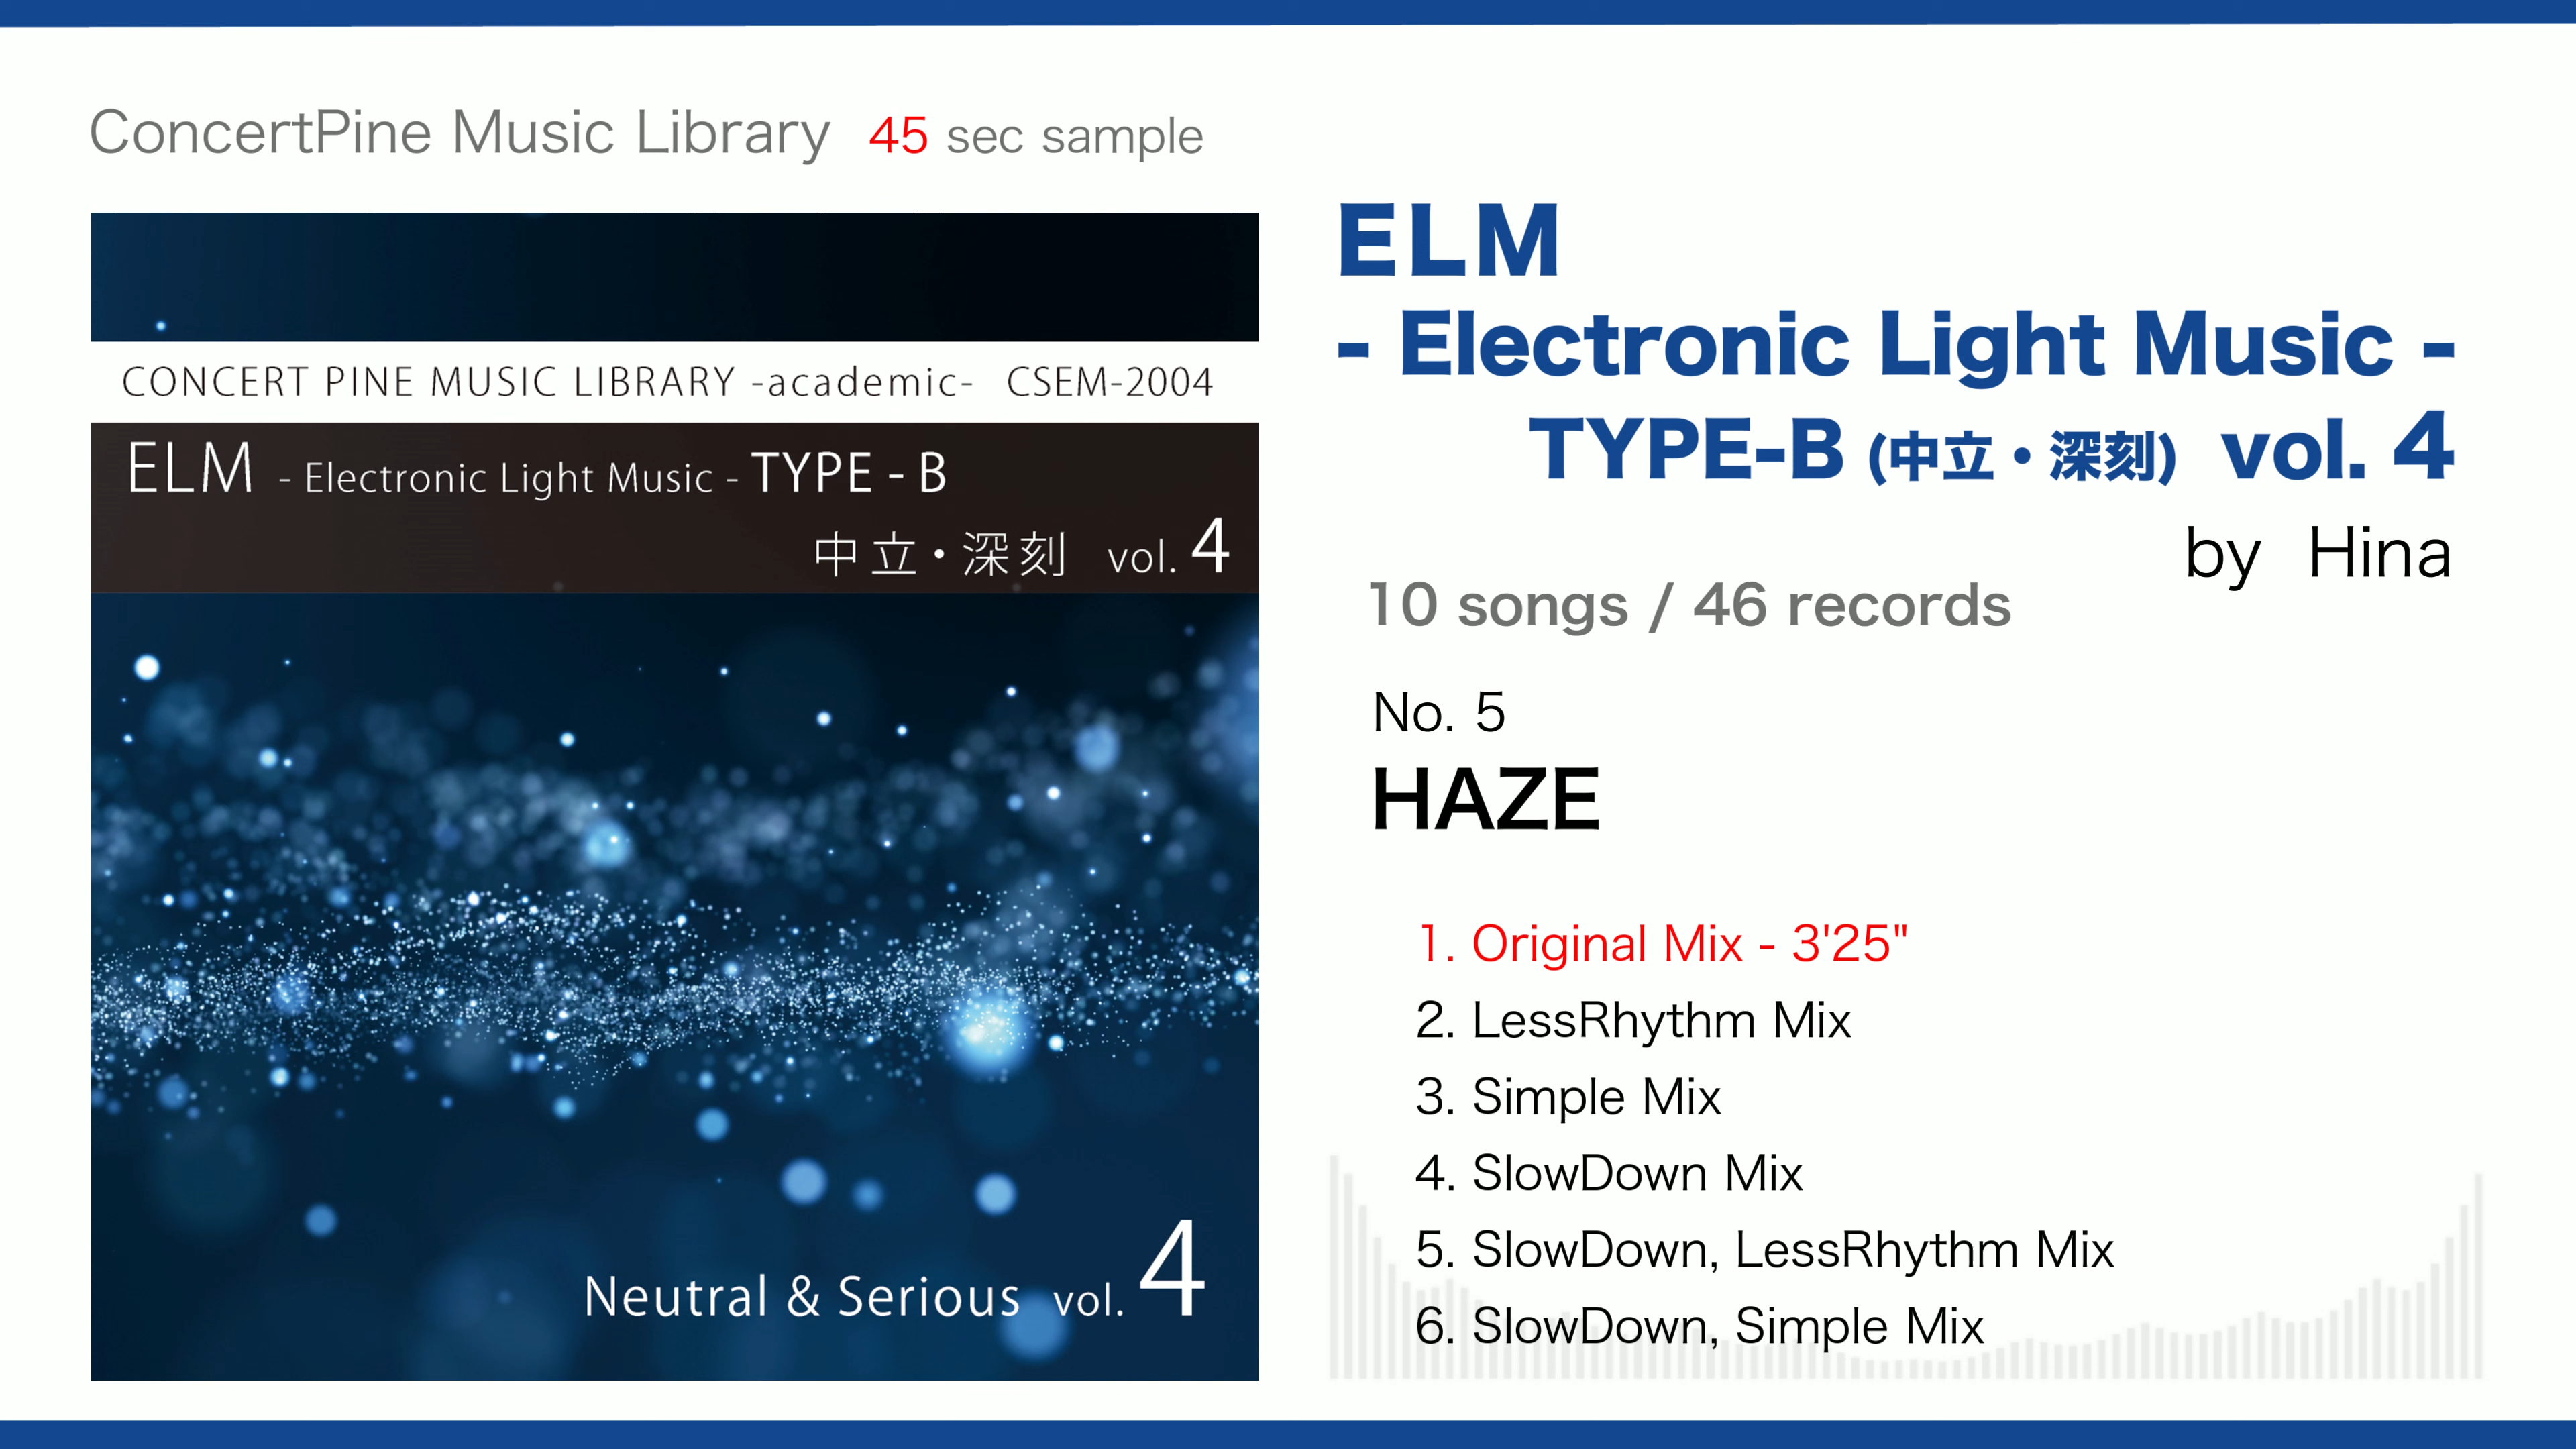 ConcertPine Music Library 45 sec sample
CONCERT PINE MUSIC LIBRARY -academic- CSEM-2004
ELM - Electronic Light Music - TYPE - B
中立・深刻 vol. 4
Neutral & Serious vol. 4
ELM
- Electronic Light Music -
TYPE-B (中立・深刻) vol. 4
by Hina
10 songs / 46 records
No. 5
HAZE
1. Original Mix - 3'25"
2. LessRhythm Mix
3. Simple Mix
4. SlowDown Mix
5. SlowDown, LessRhythm Mix
6. SlowDown, Simple Mix